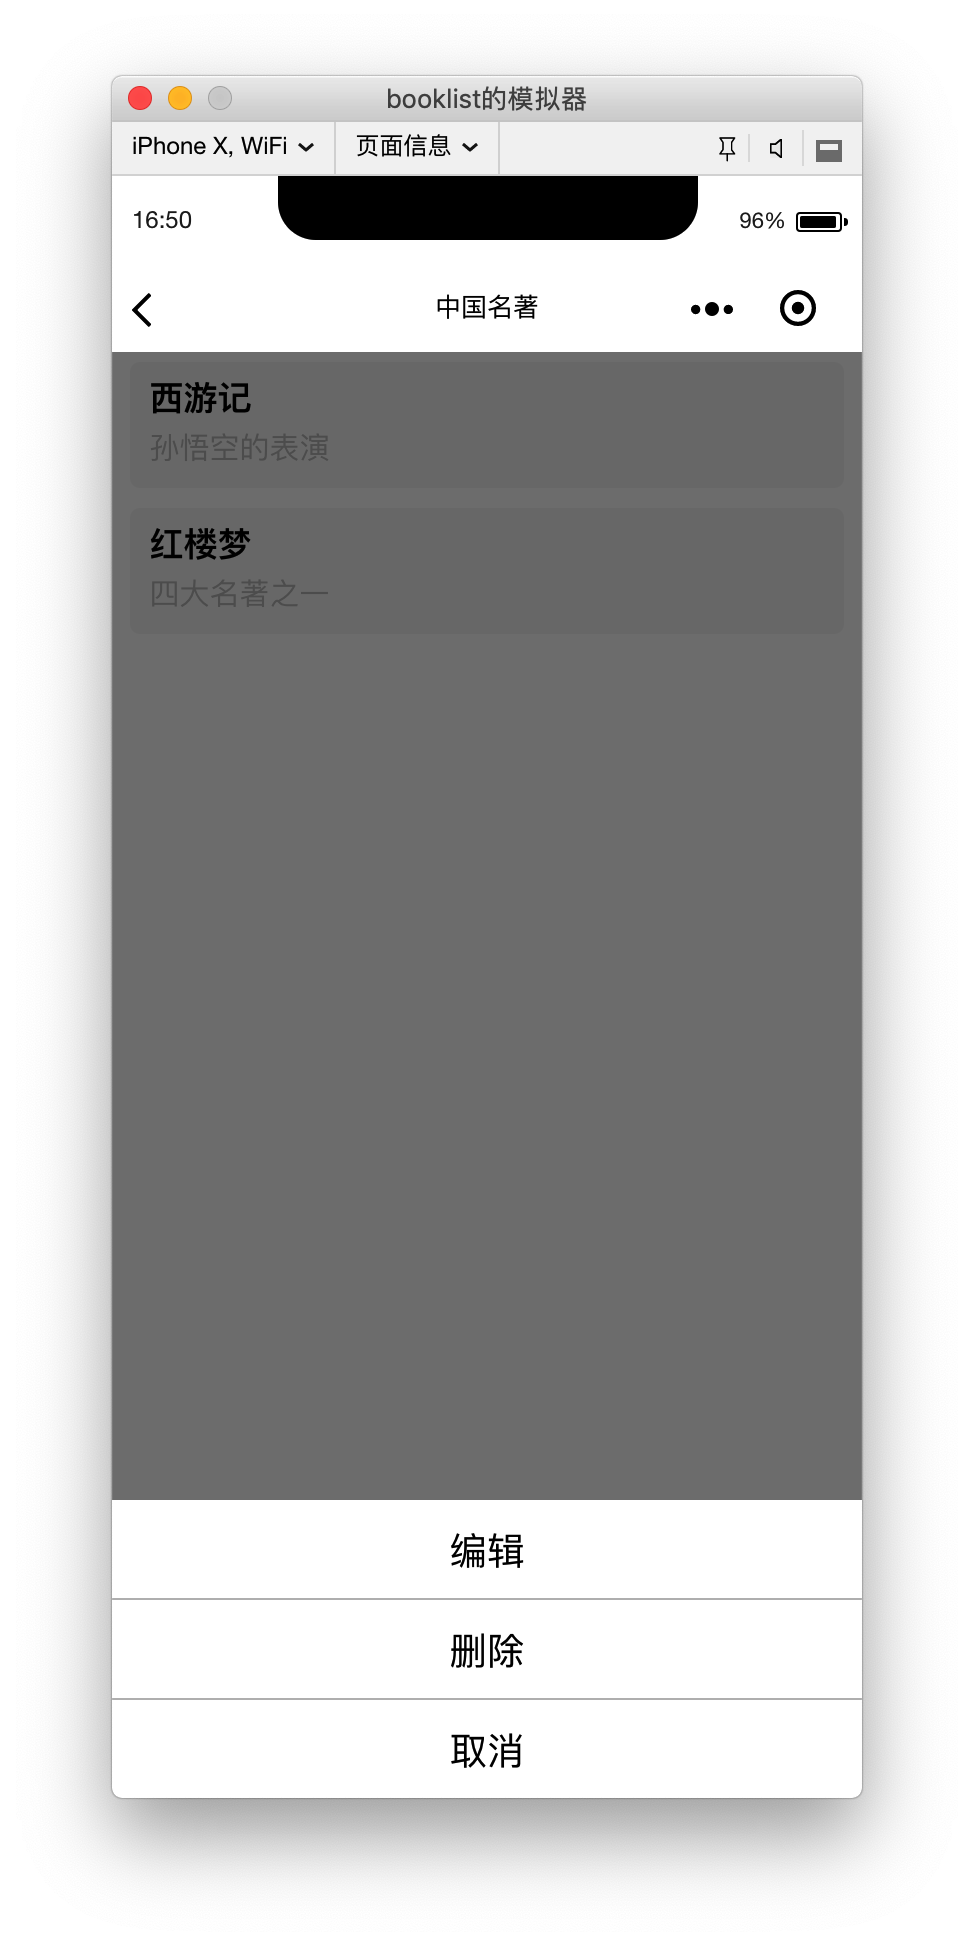 booklist的模拟器
iPhone X, WiFi 页面信息
16:50 96%
中国名著
西游记
孙悟空的表演
红楼梦
四大名著之一
编辑
删除
取消